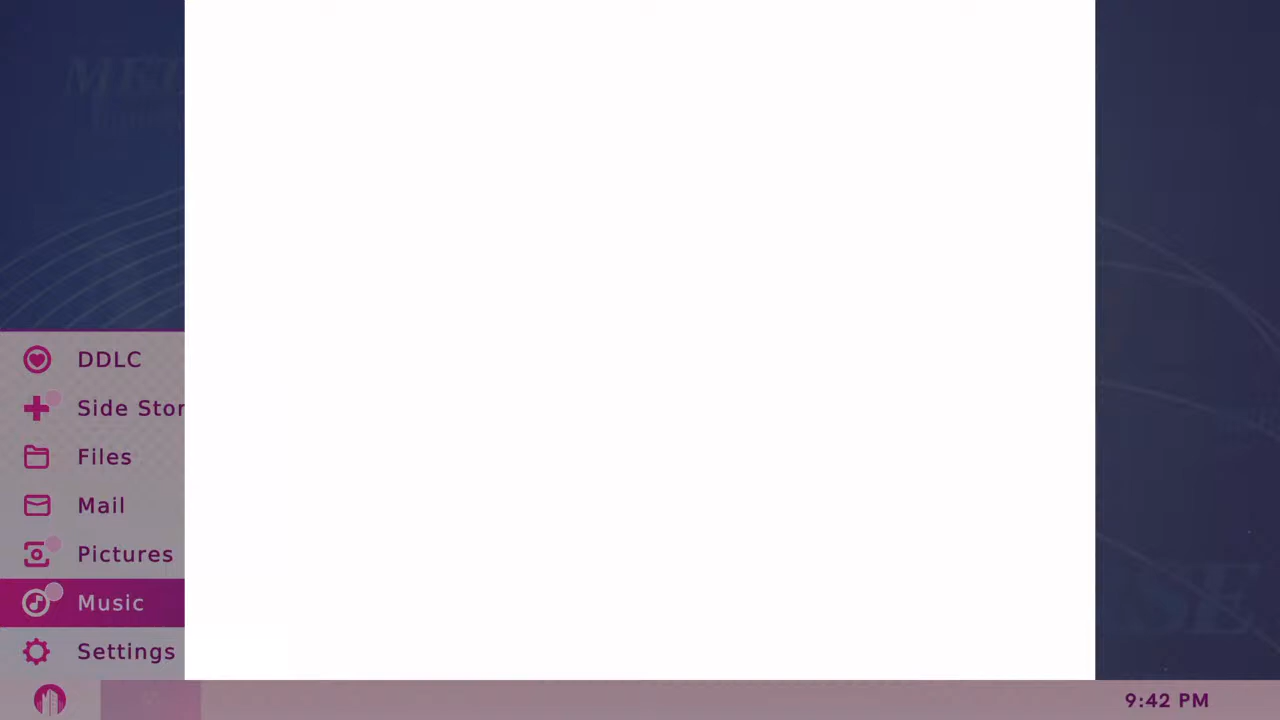 DDLC
Side Stor
Files
Mail
Pictures
Music
Settings
9:42 PM